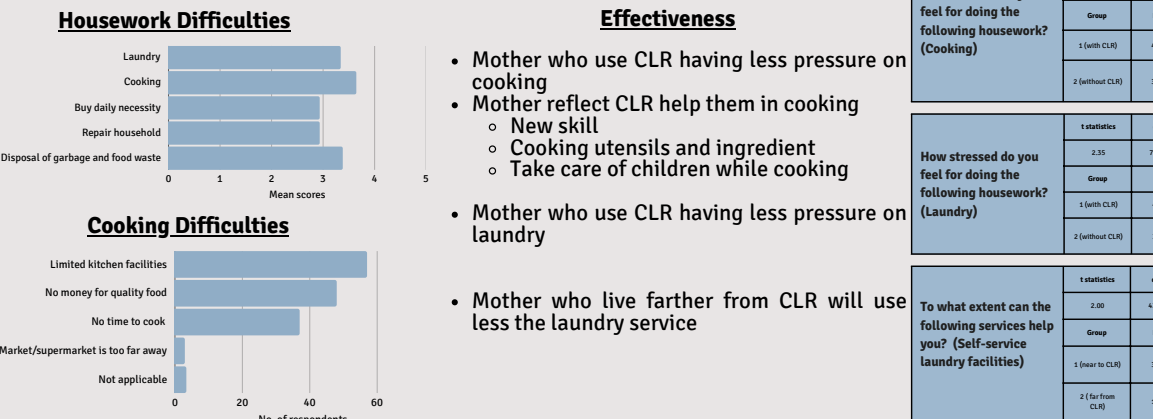 Housework Difficulties
Laundry
Cooking
Buy daily necessity
Repair household
Disposal of garbage and food waste
0 1 2 3 4 5
Mean scores
Cooking Difficulties
Limited kitchen facilities
No money for quality food
No time to cook
Market/supermarket is too far away
Not applicable
0 20 40 60
No. of respondents
Effectiveness
• Mother who use CLR having less pressure on
cooking
• Mother reflect CLR help them in cooking
○ New skill
○ Cooking utensils and ingredient
○ Take care of children while cooking
• Mother who use CLR having less pressure on
laundry
• Mother who live farther from CLR will use
less the laundry service
feel for doing the
following housework?
(Cooking)
Group
1 (with CLR)
2 (without CLR)
How stressed do you
feel for doing the
following housework?
(Laundry)
t statistics
2.35
Group
1 (with CLR)
2 (without CLR)
To what extent can the
following services help
you? (Self-service
laundry facilities)
t statistics
2.00
Group
1 (near to CLR)
2 ( far from
CLR)